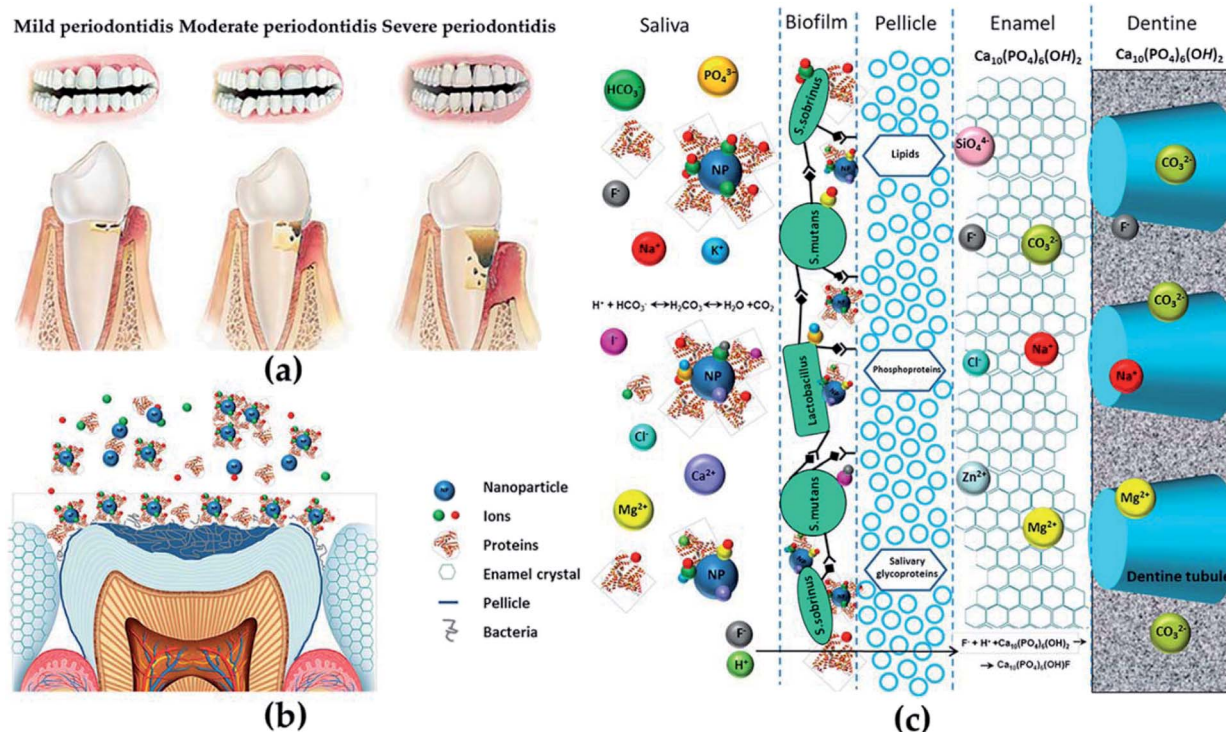 Mild periodontidis Moderate periodontidis Severe periodontidis
(a)
Nanoparticle
Ions
Proteins
Enamel crystal
Pellicle
Bacteria
(b)
Saliva
Biofilm
Pellicle
Enamel
Dentine
Ca₁₀(PO₄)₆(OH)₂
Ca₁₀(PO₄)₆(OH)₂
HCO₃⁻
PO₄³⁻
NP
F⁻
Na⁺
K⁺
H⁺ + HCO₃⁻ ↔H₂CO₃↔H₂O +CO₂
I⁻
NP
Cl⁻
Ca²⁺
Mg²⁺
NP
F⁻
H⁺
S.sobrinus
NP
S.mutans
Lactobacillus
S.mutans
S.sobrinus
Lipids
Phosphoproteins
Salivary
glycoproteins
SiO₄⁴⁻
F⁻
CO₃²⁻
Cl⁻
Na⁺
Zn²⁺
Mg²⁺
F⁻ + H⁺ +Ca₁₀(PO₄)₆(OH)₂ →
→ Ca₁₀(PO₄)₆(OH)F
CO₃²⁻
F⁻
CO₃²⁻
Na⁺
Mg²⁺
Dentine tubule
CO₃²⁻
(c)